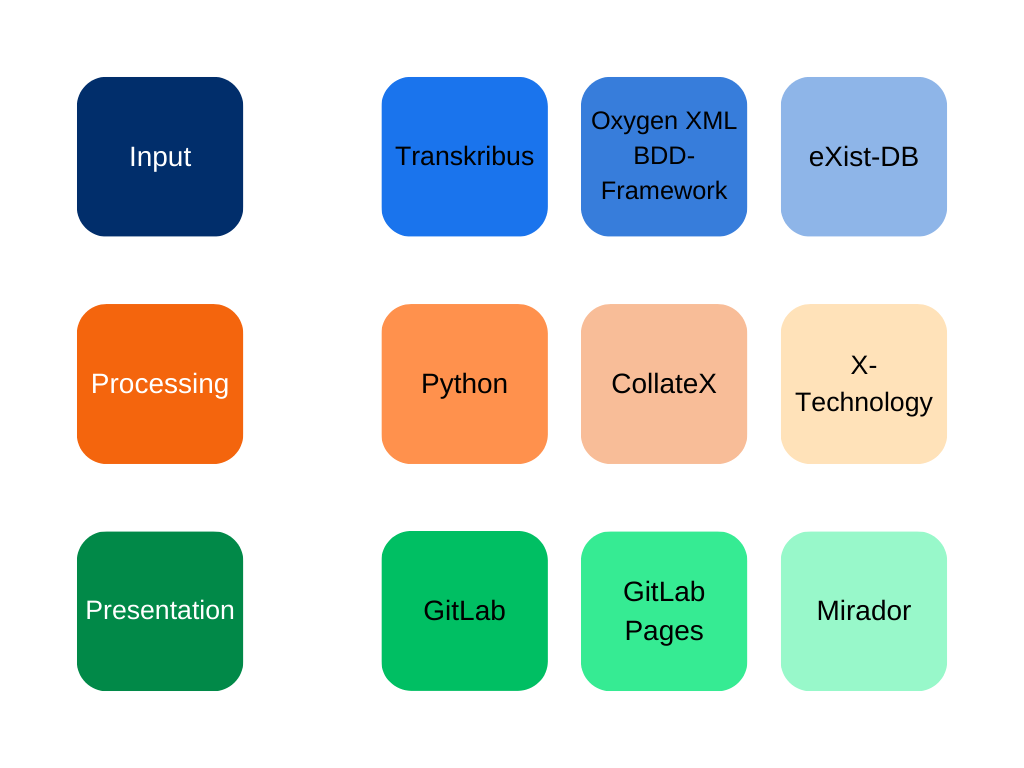 Input
Transkribus
Oxygen XML
BDD-
Framework
eXist-DB
Processing
Python
CollateX
X-
Technology
Presentation
GitLab
GitLab
Pages
Mirador